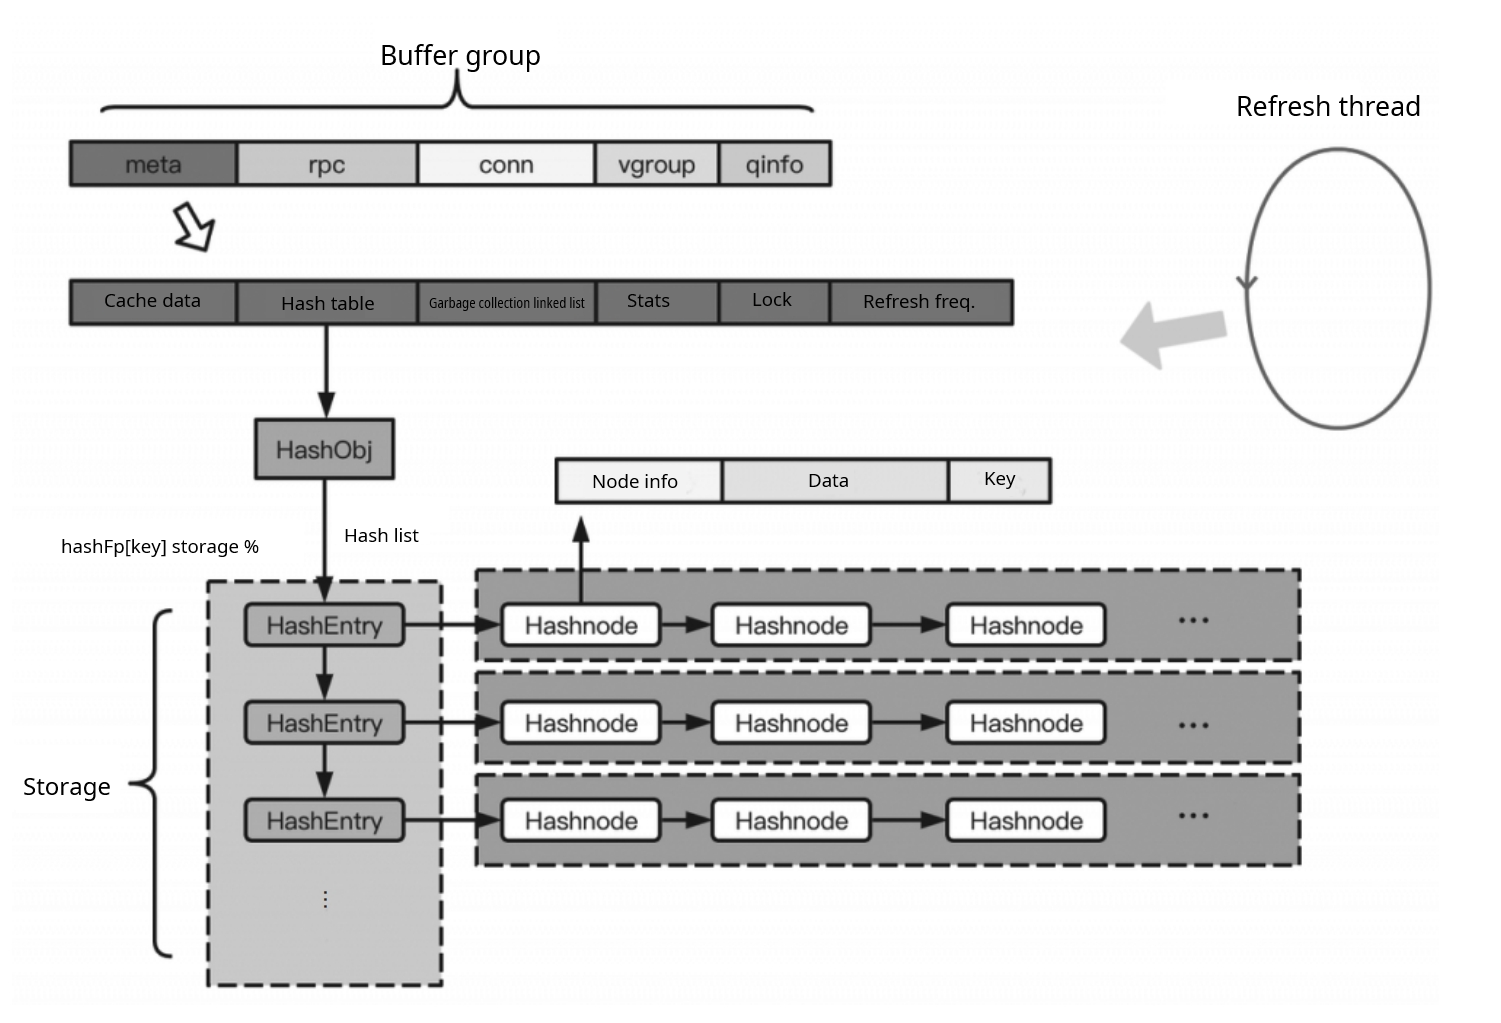 Buffer group
Refresh thread
meta rpc conn vgroup qinfo
Cache data Hash table Garbage collection linked list Stats Lock Refresh freq.
HashObj
Node info Data Key
hashFp[key] storage %
Hash list
HashEntry Hashnode Hashnode Hashnode ...
HashEntry Hashnode Hashnode Hashnode ...
Storage
HashEntry Hashnode Hashnode Hashnode ...
⋮